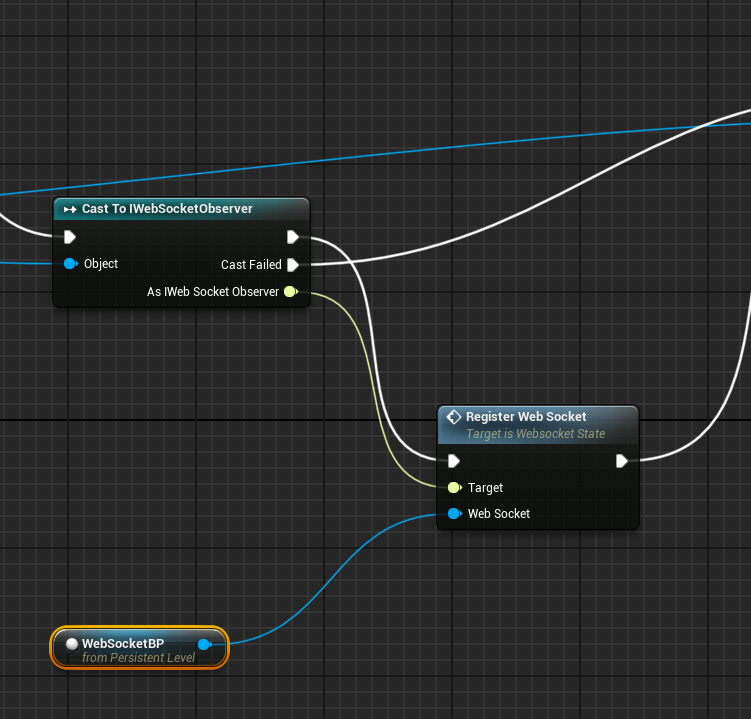 Cast To IWebSocketObserver
Object
Cast Failed
As IWeb Socket Observer
Register Web Socket
Target is Websocket State
Target
Web Socket
WebSocketBP
from Persistent Level